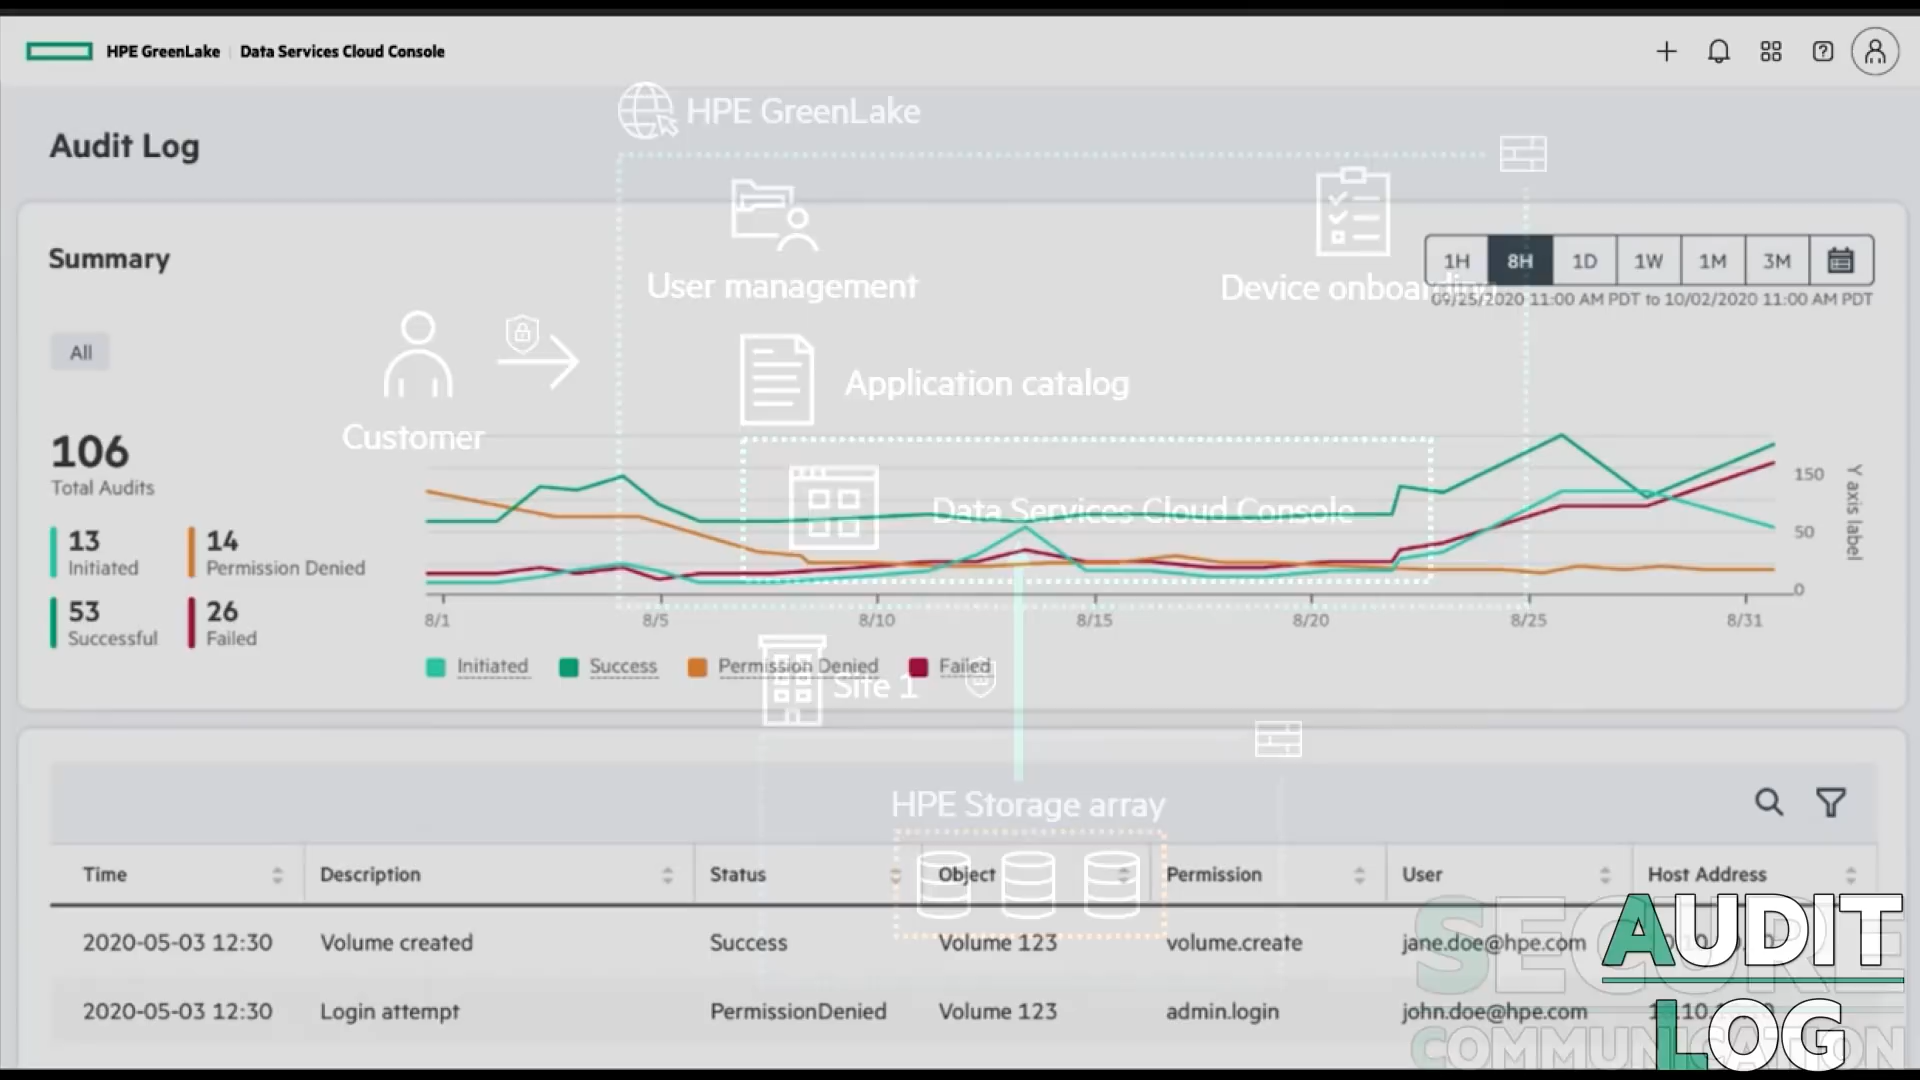 HPE GreenLake | Data Services Cloud Console
HPE GreenLake
Audit Log
User management
Device onboarding
Summary
1H 8H 1D 1W 1M 3M
09/25/2020 11:00 AM PDT to 10/02/2020 11:00 AM PDT
All
Application catalog
Customer
106
Total Audits
Data Services Cloud Console
150
50
0
Y axis label
13
Initiated
14
Permission Denied
53
Successful
26
Failed
8/1 8/5 8/10 8/15 8/20 8/25 8/31
Initiated Success Permission Denied Failed
Site 1
HPE Storage array
Time Description Status Object Permission User Host Address
2020-05-03 12:30 Volume created Success Volume 123 volume.create jane.doe@hpe.com
2020-05-03 12:30 Login attempt PermissionDenied Volume 123 admin.login john.doe@hpe.com
SECURE
COMMUNICATION
AUDIT
LOG